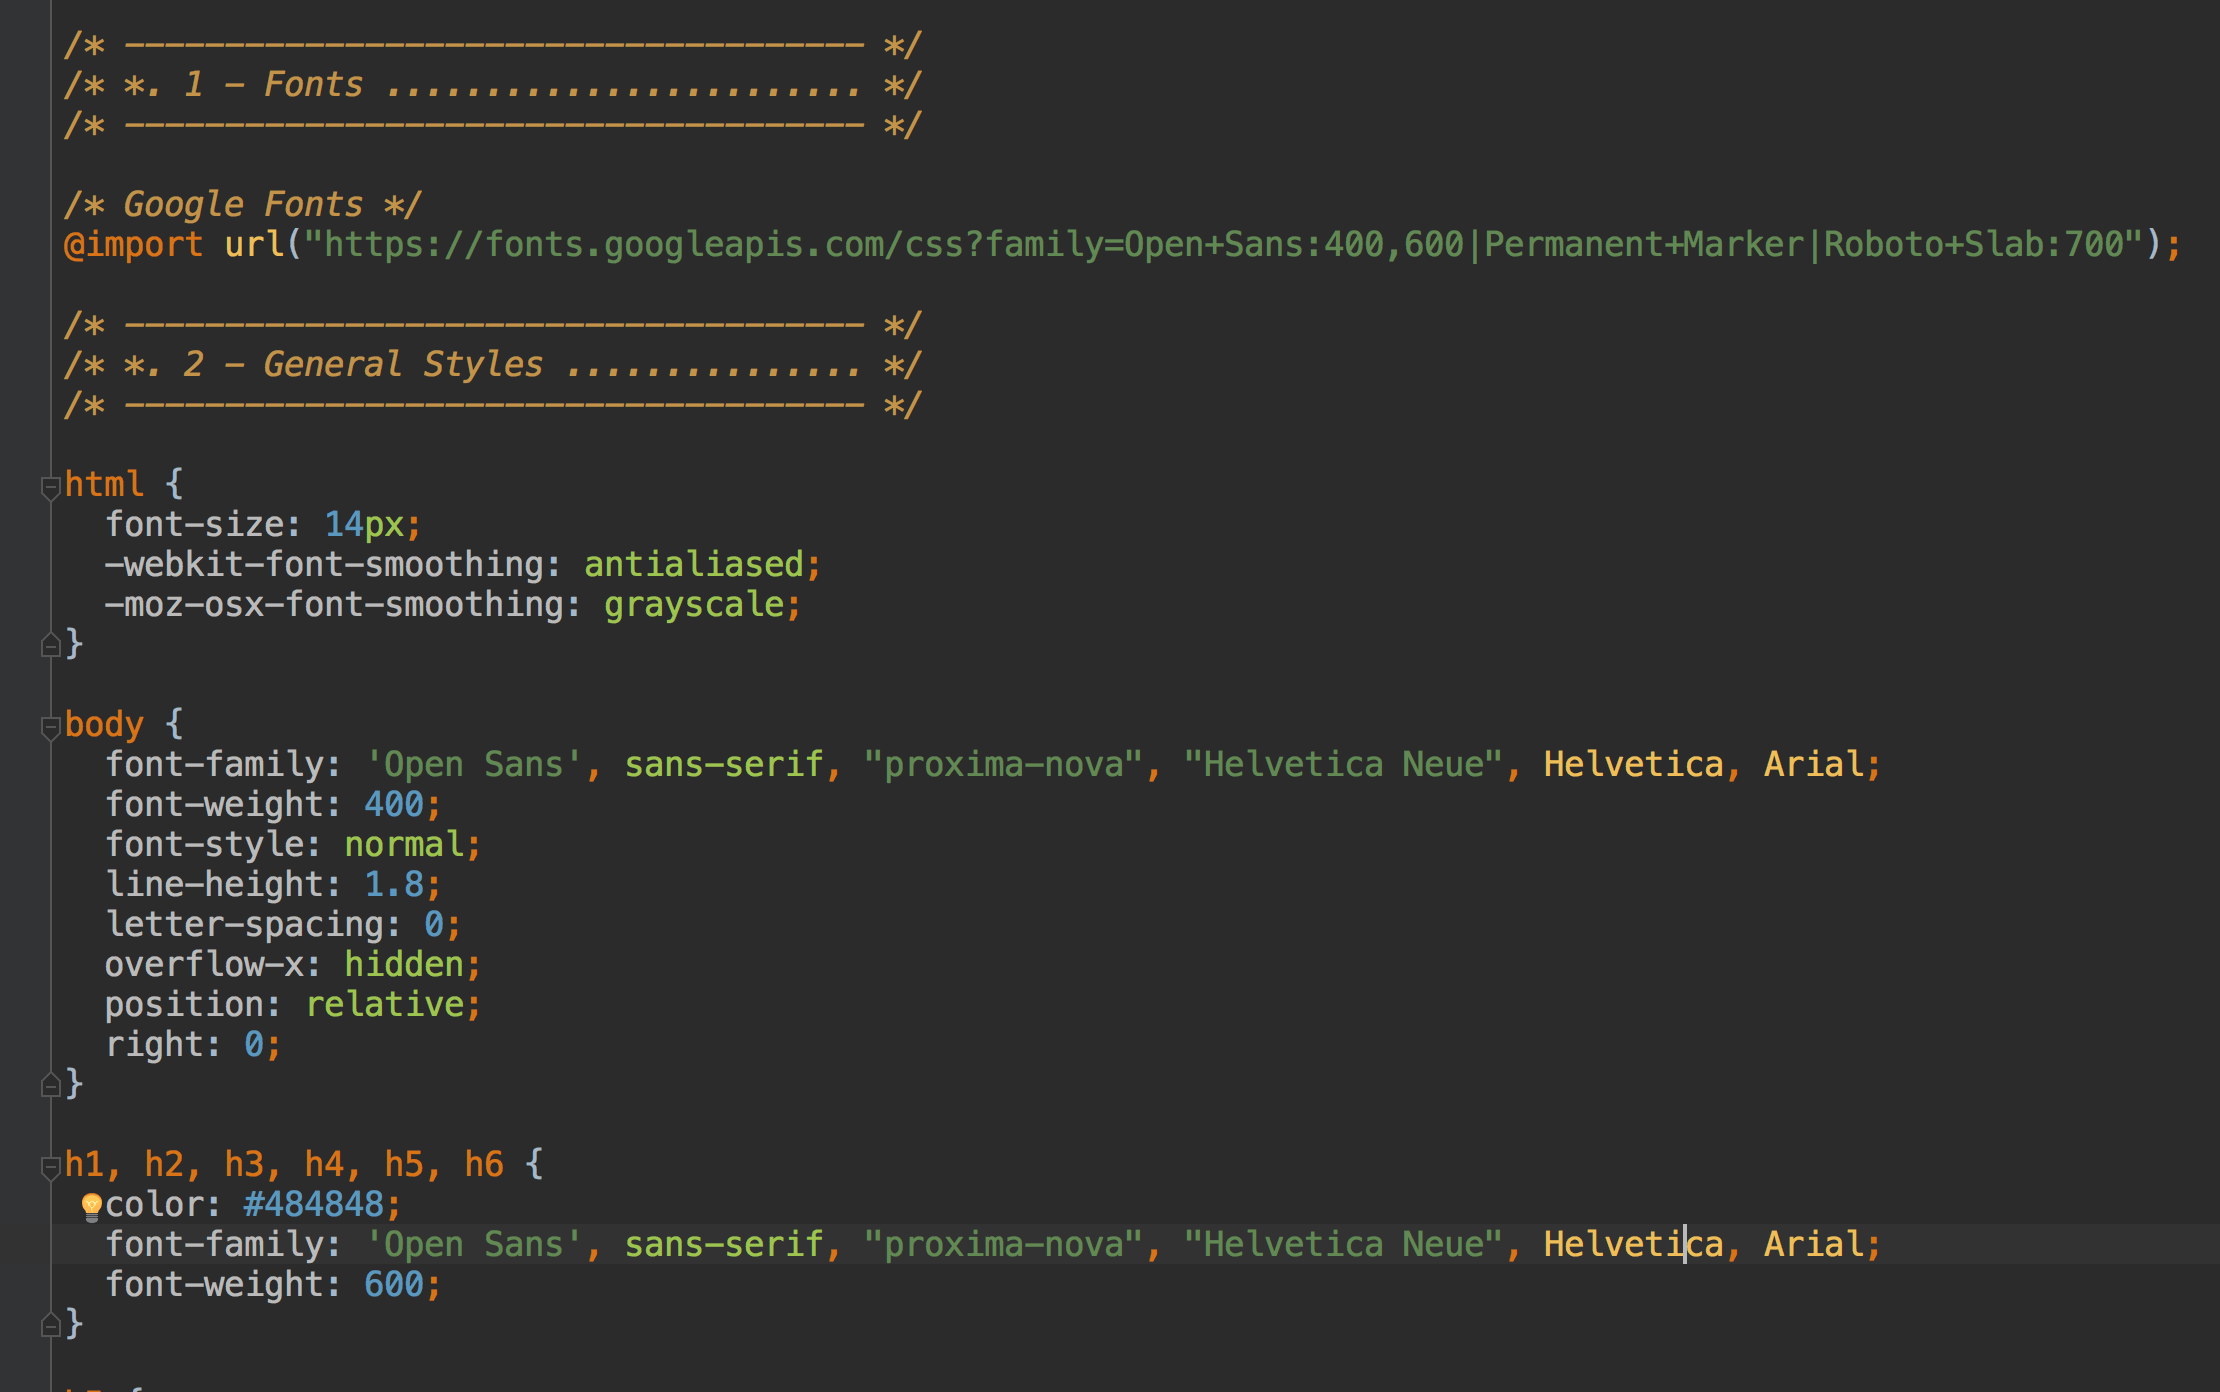 /* ------------------------------------- */
/* *. 1 - Fonts ........................ */
/* ------------------------------------- */
/* Google Fonts */
@import url("https://fonts.googleapis.com/css?family=Open+Sans:400,600|Permanent+Marker|Roboto+Slab:700");
/* ------------------------------------- */
/* *. 2 - General Styles ............... */
/* ------------------------------------- */
html {
  font-size: 14px;
  -webkit-font-smoothing: antialiased;
  -moz-osx-font-smoothing: grayscale;
}
body {
  font-family: 'Open Sans', sans-serif, "proxima-nova", "Helvetica Neue", Helvetica, Arial;
  font-weight: 400;
  font-style: normal;
  line-height: 1.8;
  letter-spacing: 0;
  overflow-x: hidden;
  position: relative;
  right: 0;
}
h1, h2, h3, h4, h5, h6 {
  color: #484848;
  font-family: 'Open Sans', sans-serif, "proxima-nova", "Helvetica Neue", Helvetica, Arial;
  font-weight: 600;
}